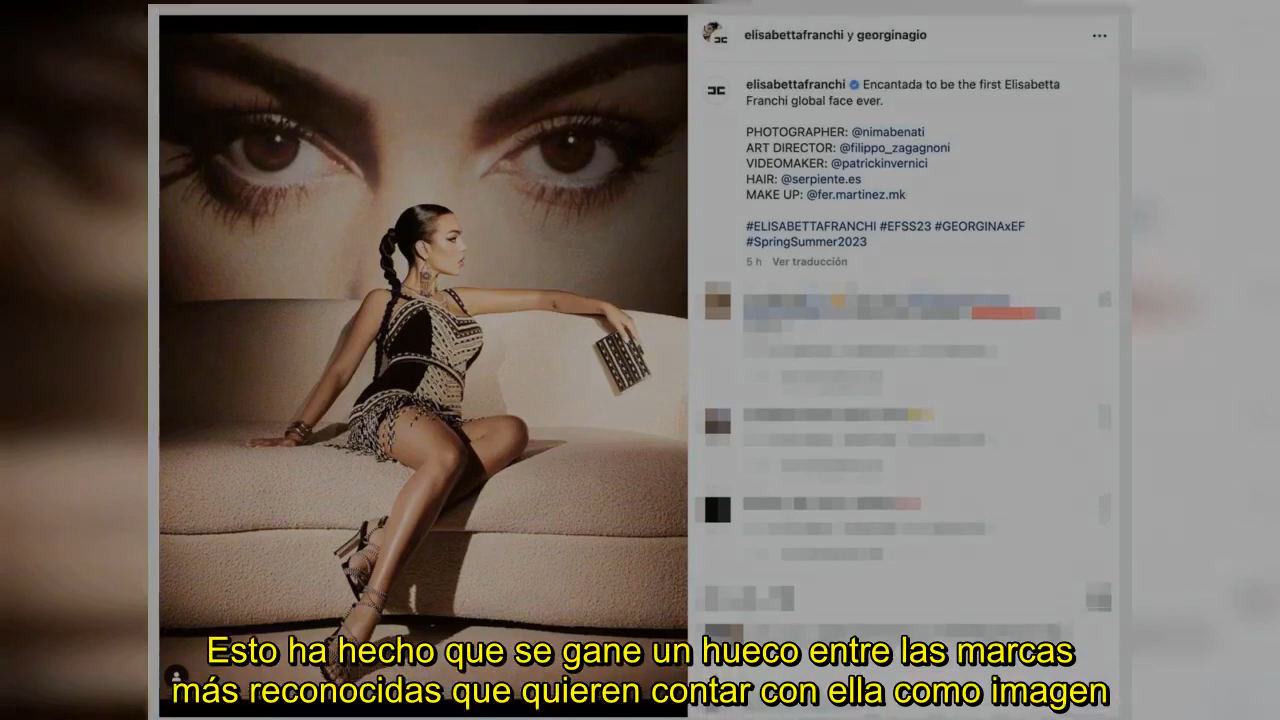 elisabettafranchi y georginagio
elisabettafranchi Encantada to be the first Elisabetta
Franchi global face ever.
PHOTOGRAPHER: @nimabenati
ART DIRECTOR: @filippo_zagagnoni
VIDEOMAKER: @patrickinvernici
HAIR: @serpiente.es
MAKE UP: @fer.martinez.mk
#ELISABETTAFRANCHI #EFSS23 #GEORGINAxEF
#SpringSummer2023
5 h Ver traducción
Esto ha hecho que se gane un hueco entre las marcas
más reconocidas que quieren contar con ella como imagen